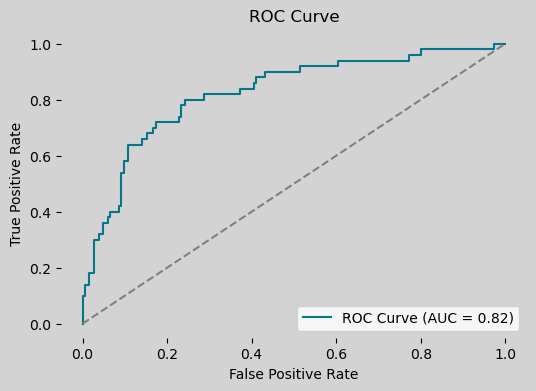 ROC Curve
1.0
0.8
0.6
0.4
0.2
0.0
True Positive Rate
ROC Curve (AUC = 0.82)
0.0 0.2 0.4 0.6 0.8 1.0
False Positive Rate